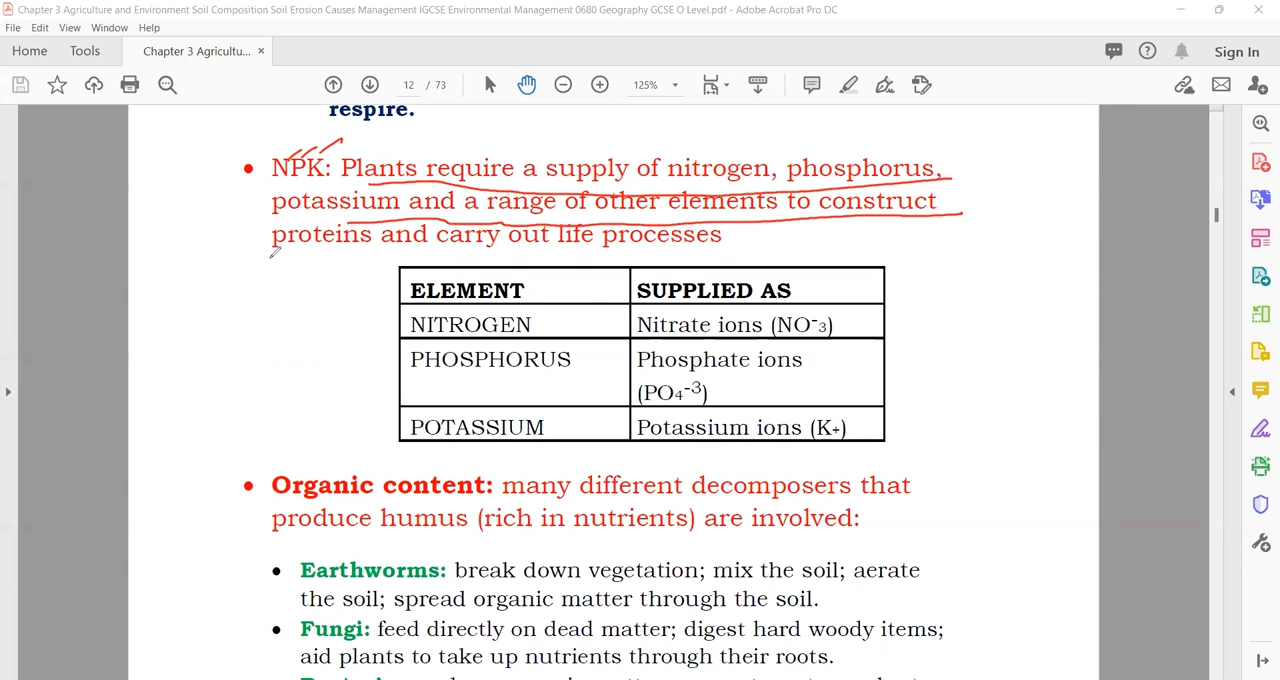 Chapter 3 Agriculture and Environment Soil Composition Soil Erosion Causes Management IGCSE Environmental Management 0680 Geography GCSE O Level.pdf - Adobe Acrobat Pro DC
File Edit View Window Help
Home Tools Chapter 3 Agricultu... × Sign In
12 / 73 125%
respire.
• NPK: Plants require a supply of nitrogen, phosphorus,
potassium and a range of other elements to construct
proteins and carry out life processes
ELEMENT SUPPLIED AS
NITROGEN Nitrate ions (NO⁻₃)
PHOSPHORUS Phosphate ions
(PO₄⁻³)
POTASSIUM Potassium ions (K₊)
• Organic content: many different decomposers that
produce humus (rich in nutrients) are involved:
• Earthworms: break down vegetation; mix the soil; aerate
the soil; spread organic matter through the soil.
• Fungi: feed directly on dead matter; digest hard woody items;
aid plants to take up nutrients through their roots.